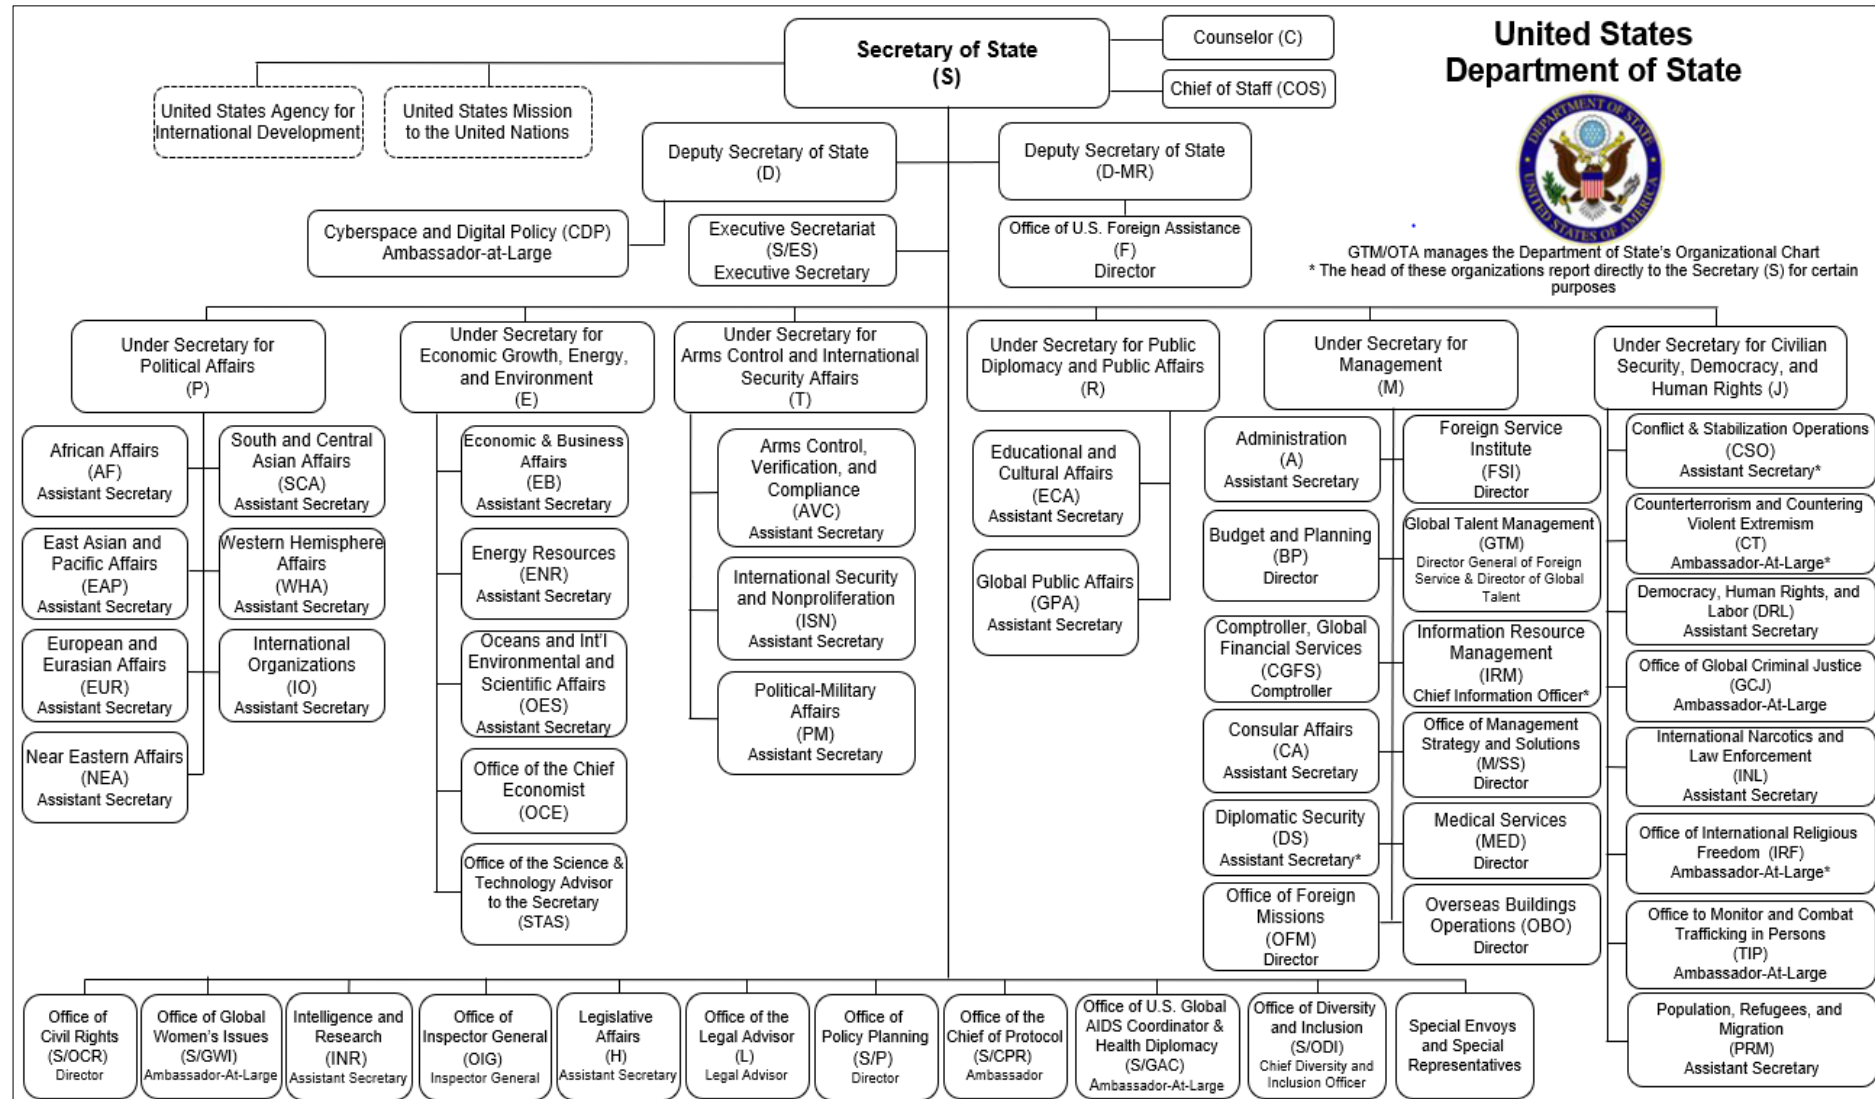 Secretary of State
(S)
Counselor (C)
Chief of Staff (COS)
United States
Department of State
DEPARTMENT OF STATE
UNITED STATES OF AMERICA
GTM/OTA manages the Department of State's Organizational Chart
* The head of these organizations report directly to the Secretary (S) for certain
purposes
United States Agency for
International Development
United States Mission
to the United Nations
Deputy Secretary of State
(D)
Deputy Secretary of State
(D-MR)
Cyberspace and Digital Policy (CDP)
Ambassador-at-Large
Executive Secretariat
(S/ES)
Executive Secretary
Office of U.S. Foreign Assistance
(F)
Director
Under Secretary for
Political Affairs
(P)
African Affairs
(AF)
Assistant Secretary
South and Central
Asian Affairs
(SCA)
Assistant Secretary
East Asian and
Pacific Affairs
(EAP)
Assistant Secretary
Western Hemisphere
Affairs
(WHA)
Assistant Secretary
European and
Eurasian Affairs
(EUR)
Assistant Secretary
International
Organizations
(IO)
Assistant Secretary
Near Eastern Affairs
(NEA)
Assistant Secretary
Under Secretary for
Economic Growth, Energy,
and Environment
(E)
Economic & Business
Affairs
(EB)
Assistant Secretary
Energy Resources
(ENR)
Assistant Secretary
Oceans and Int'l
Environmental and
Scientific Affairs
(OES)
Assistant Secretary
Office of the Chief
Economist
(OCE)
Office of the Science &
Technology Advisor
to the Secretary
(STAS)
Under Secretary for
Arms Control and International
Security Affairs
(T)
Arms Control,
Verification, and
Compliance
(AVC)
Assistant Secretary
International Security
and Nonproliferation
(ISN)
Assistant Secretary
Political-Military
Affairs
(PM)
Assistant Secretary
Under Secretary for Public
Diplomacy and Public Affairs
(R)
Educational and
Cultural Affairs
(ECA)
Assistant Secretary
Global Public Affairs
(GPA)
Assistant Secretary
Under Secretary for
Management
(M)
Administration
(A)
Assistant Secretary
Foreign Service
Institute
(FSI)
Director
Budget and Planning
(BP)
Director
Global Talent Management
(GTM)
Director General of Foreign
Service & Director of Global
Talent
Comptroller, Global
Financial Services
(CGFS)
Comptroller
Information Resource
Management
(IRM)
Chief Information Officer*
Consular Affairs
(CA)
Assistant Secretary
Office of Management
Strategy and Solutions
(M/SS)
Director
Diplomatic Security
(DS)
Assistant Secretary*
Medical Services
(MED)
Director
Office of Foreign
Missions
(OFM)
Director
Overseas Buildings
Operations (OBO)
Director
Under Secretary for Civilian
Security, Democracy, and
Human Rights (J)
Conflict & Stabilization Operations
(CSO)
Assistant Secretary*
Counterterrorism and Countering
Violent Extremism
(CT)
Ambassador-At-Large*
Democracy, Human Rights, and
Labor (DRL)
Assistant Secretary
Office of Global Criminal Justice
(GCJ)
Ambassador-At-Large
International Narcotics and
Law Enforcement
(INL)
Assistant Secretary
Office of International Religious
Freedom (IRF)
Ambassador-At-Large*
Office to Monitor and Combat
Trafficking in Persons
(TIP)
Ambassador-At-Large
Population, Refugees, and
Migration
(PRM)
Assistant Secretary
Office of
Civil Rights
(S/OCR)
Director
Office of Global
Women's Issues
(S/GWI)
Ambassador-At-Large
Intelligence and
Research
(INR)
Assistant Secretary
Office of
Inspector General
(OIG)
Inspector General
Legislative
Affairs
(H)
Assistant Secretary
Office of the
Legal Advisor
(L)
Legal Advisor
Office of
Policy Planning
(S/P)
Director
Office of the
Chief of Protocol
(S/CPR)
Ambassador
Office of U.S. Global
AIDS Coordinator &
Health Diplomacy
(S/GAC)
Ambassador-At-Large
Office of Diversity
and Inclusion
(S/ODI)
Chief Diversity and
Inclusion Officer
Special Envoys
and Special
Representatives